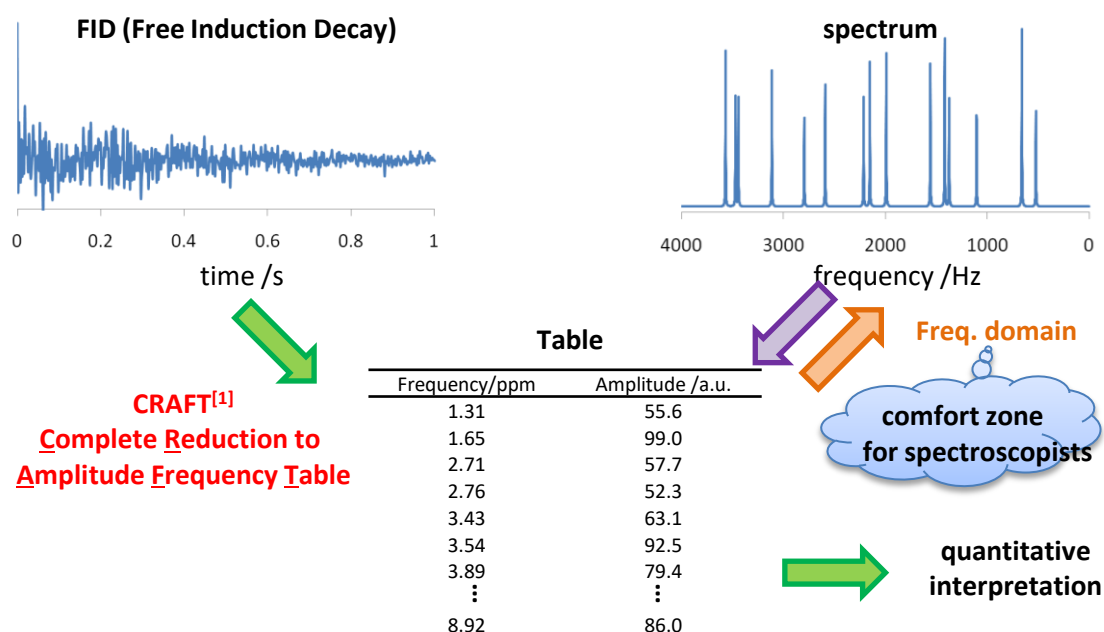 FID (Free Induction Decay)
0 0.2 0.4 0.6 0.8 1
time /s
spectrum
4000 3000 2000 1000 0
frequency /Hz
CRAFT[1]
Complete Reduction to
Amplitude Frequency Table
Table
Frequency/ppm Amplitude /a.u.
1.31 55.6
1.65 99.0
2.71 57.7
2.76 52.3
3.43 63.1
3.54 92.5
3.89 79.4
⋮ ⋮
8.92 86.0
Freq. domain
comfort zone
for spectroscopists
quantitative
interpretation